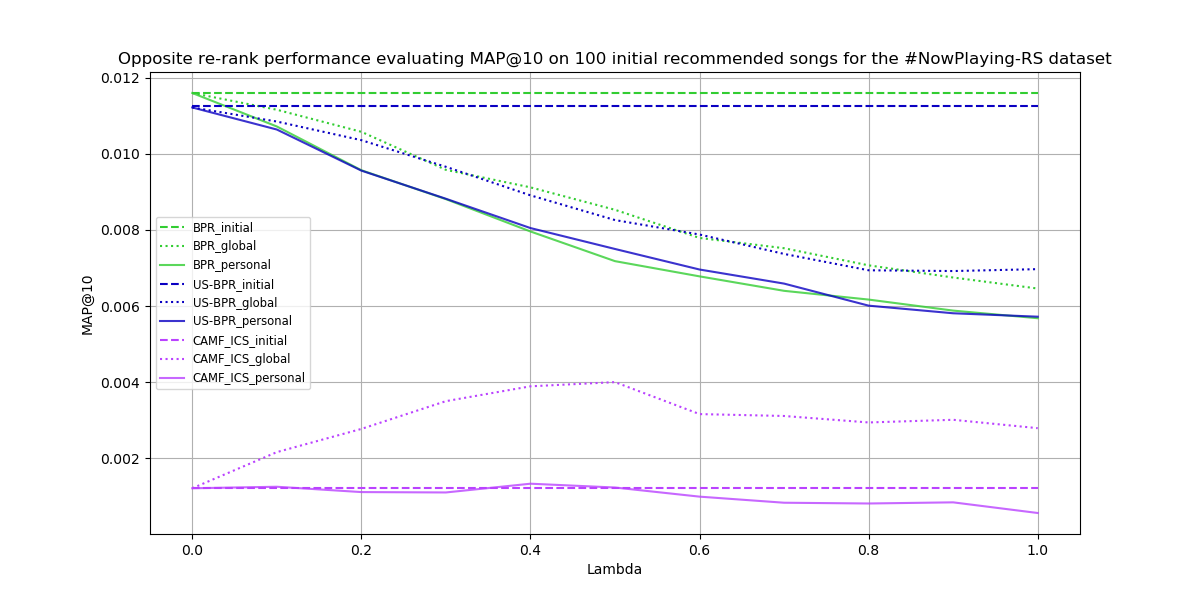 Opposite re-rank performance evaluating MAP@10 on 100 initial recommended songs for the #NowPlaying-RS dataset
0.012
0.010
0.008
0.006
0.004
0.002
MAP@10
BPR_initial
BPR_global
BPR_personal
US-BPR_initial
US-BPR_global
US-BPR_personal
CAMF_ICS_initial
CAMF_ICS_global
CAMF_ICS_personal
0.0 0.2 0.4 0.6 0.8 1.0
Lambda